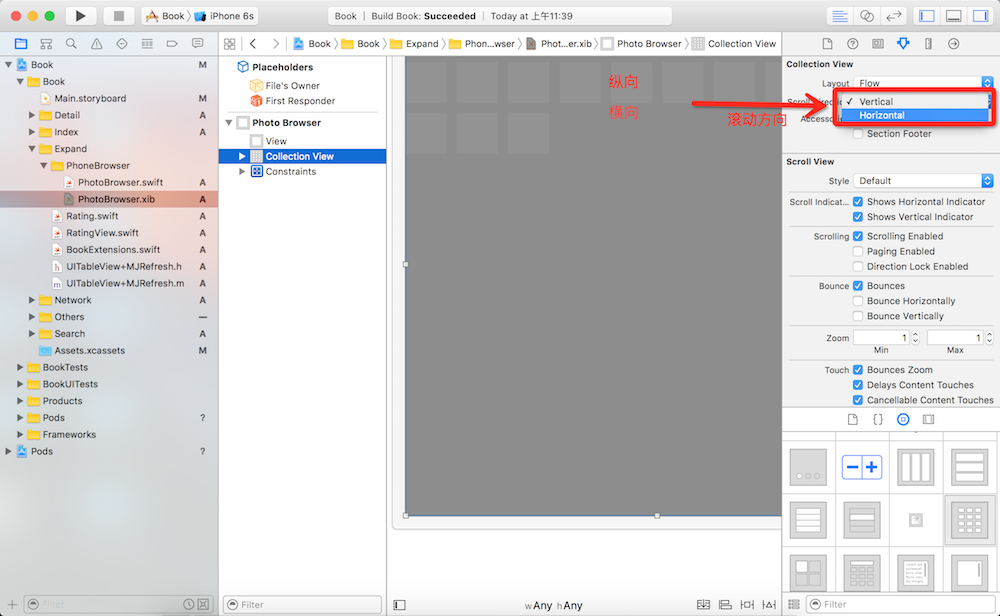 Book
iPhone 6s
Book
Build Book: Succeeded
Today at 上午11:39
Book
Book
Expand
Phon...wser
Phot...er.xib
Photo Browser
Collection View
Book M
Book
Main.storyboard M
Detail A
Index A
Expand
PhoneBrowser
PhotoBrowser.swift A
PhotoBrowser.xib A
Rating.swift A
RatingView.swift A
BookExtensions.swift A
UITableView+MJRefresh.h A
UITableView+MJRefresh.m A
Network A
Others —
Search A
Assets.xcassets M
BookTests
BookUITests
Products
Pods ?
Frameworks
Pods ?
Filter
Placeholders
File's Owner
First Responder
Photo Browser
View
Collection View
Constraints
Filter
纵向
横向
滚动方向
wAny hAny
Collection View
Layout Flow
✓ Vertical
Horizontal
Section Footer
Scroll View
Style Default
Scroll Indicat... Shows Horizontal Indicator
Shows Vertical Indicator
Scrolling Scrolling Enabled
Paging Enabled
Direction Lock Enabled
Bounce Bounces
Bounce Horizontally
Bounce Vertically
Zoom 1 1
Min Max
Touch Bounces Zoom
Delays Content Touches
Cancellable Content Touches
Filter